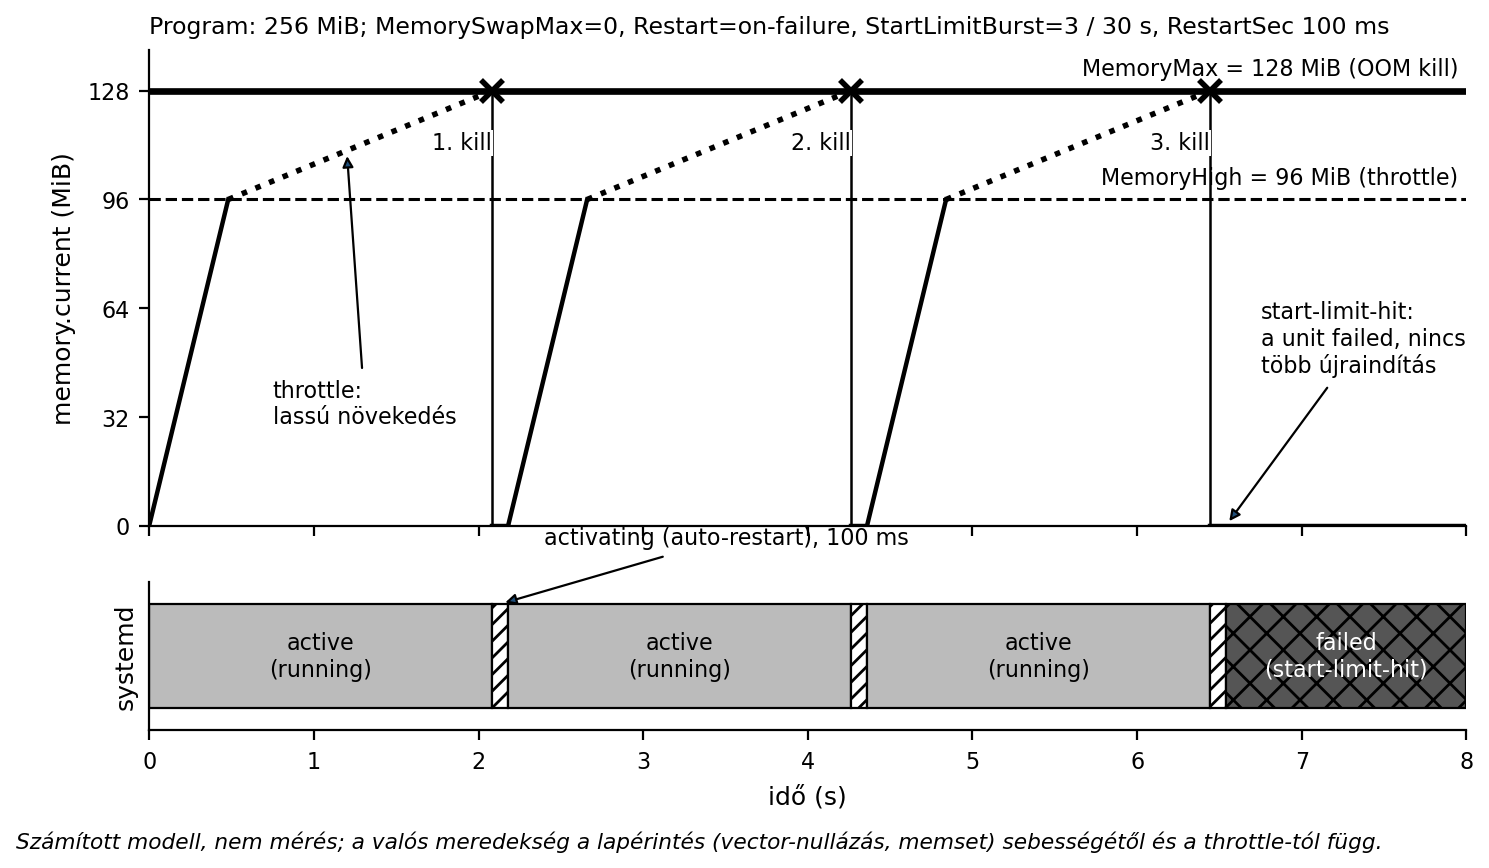 Program: 256 MiB; MemorySwapMax=0, Restart=on-failure, StartLimitBurst=3 / 30 s, RestartSec 100 ms
MemoryMax = 128 MiB (OOM kill)
128
1. kill
2. kill
3. kill
MemoryHigh = 96 MiB (throttle)
96
memory.current (MiB)
64
start-limit-hit:
a unit failed, nincs
több újraindítás
throttle:
lassú növekedés
32
0
activating (auto-restart), 100 ms
systemd
active
(running)
active
(running)
active
(running)
failed
(start-limit-hit)
0 1 2 3 4 5 6 7 8
idő (s)
Számított modell, nem mérés; a valós meredekség a lapérintés (vector-nullázás, memset) sebességétől és a throttle-tól függ.